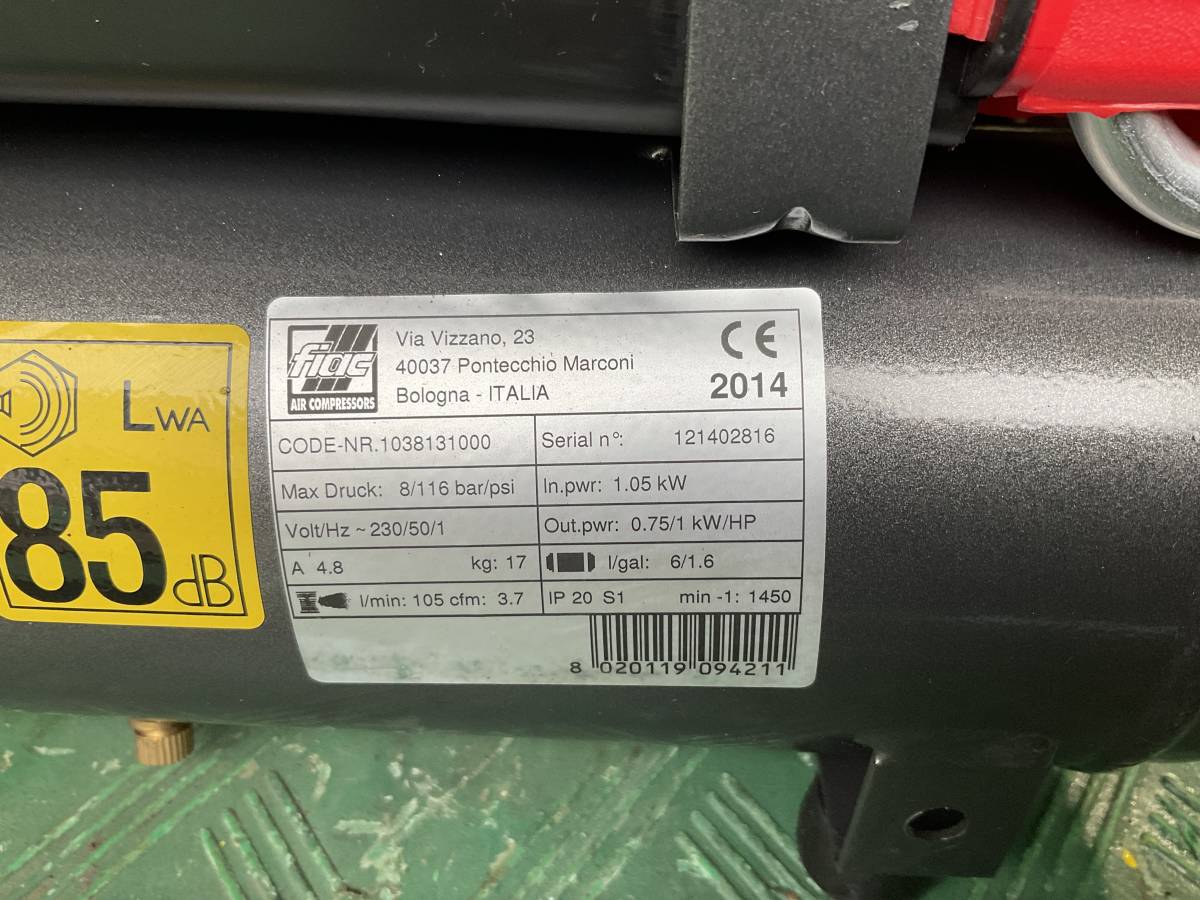 LWA
85
dB
fiac
AIR COMPRESSORS
Via Vizzano, 23
40037 Pontecchio Marconi
Bologna - ITALIA
CE
2014
CODE-NR.1038131000
Serial n°: 121402816
Max Druck: 8/116 bar/psi
In.pwr: 1.05 kW
Volt/Hz ~ 230/50/1
Out.pwr: 0.75/1 kW/HP
A 4.8 kg: 17
l/gal: 6/1.6
l/min: 105 cfm: 3.7
IP 20 S1 min -1: 1450
8 020119 094211